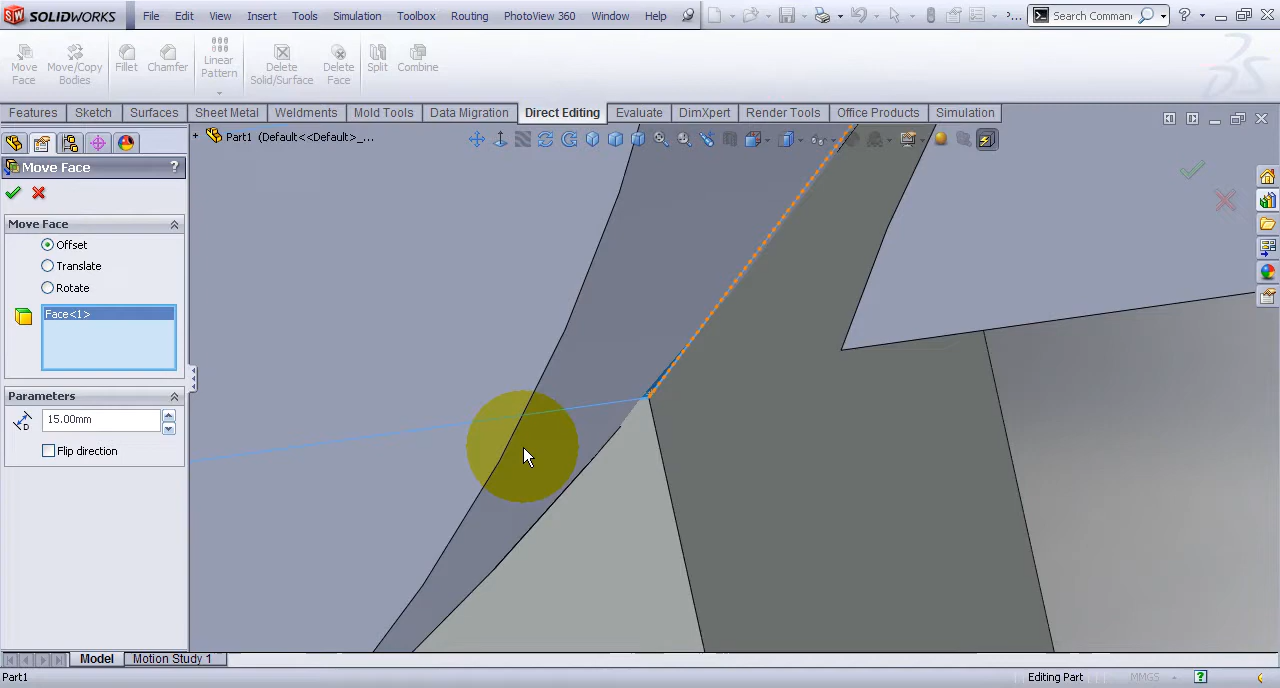 SOLIDWORKS File Edit View Insert Tools Simulation Toolbox Routing PhotoView 360 Window Help ... Search Comman
Move Face
Move/Copy Bodies
Fillet
Chamfer
Linear Pattern
Delete Solid/Surface
Delete Face
Split
Combine
Features Sketch Surfaces Sheet Metal Weldments Mold Tools Data Migration Direct Editing Evaluate DimXpert Render Tools Office Products Simulation
Part1 (Default<<Default>_...
Move Face ?
Move Face
Offset
Translate
Rotate
Face<1>
Parameters
15.00mm
Flip direction
Model Motion Study 1
Part1 Editing Part MMGS